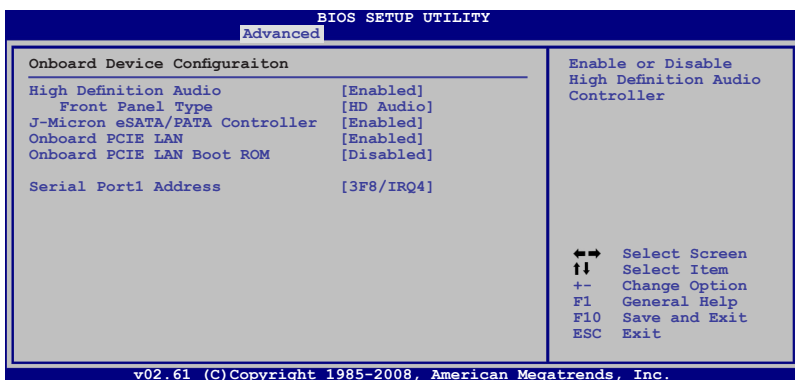 BIOS SETUP UTILITY
Advanced
Onboard Device Configuraiton
High Definition Audio [Enabled]
Front Panel Type [HD Audio]
J-Micron eSATA/PATA Controller [Enabled]
Onboard PCIE LAN [Enabled]
Onboard PCIE LAN Boot ROM [Disabled]
Serial Port1 Address [3F8/IRQ4]
Enable or Disable
High Definition Audio
Controller
←→ Select Screen
↑↓ Select Item
+- Change Option
F1 General Help
F10 Save and Exit
ESC Exit
v02.61 (C)Copyright 1985-2008, American Megatrends, Inc.